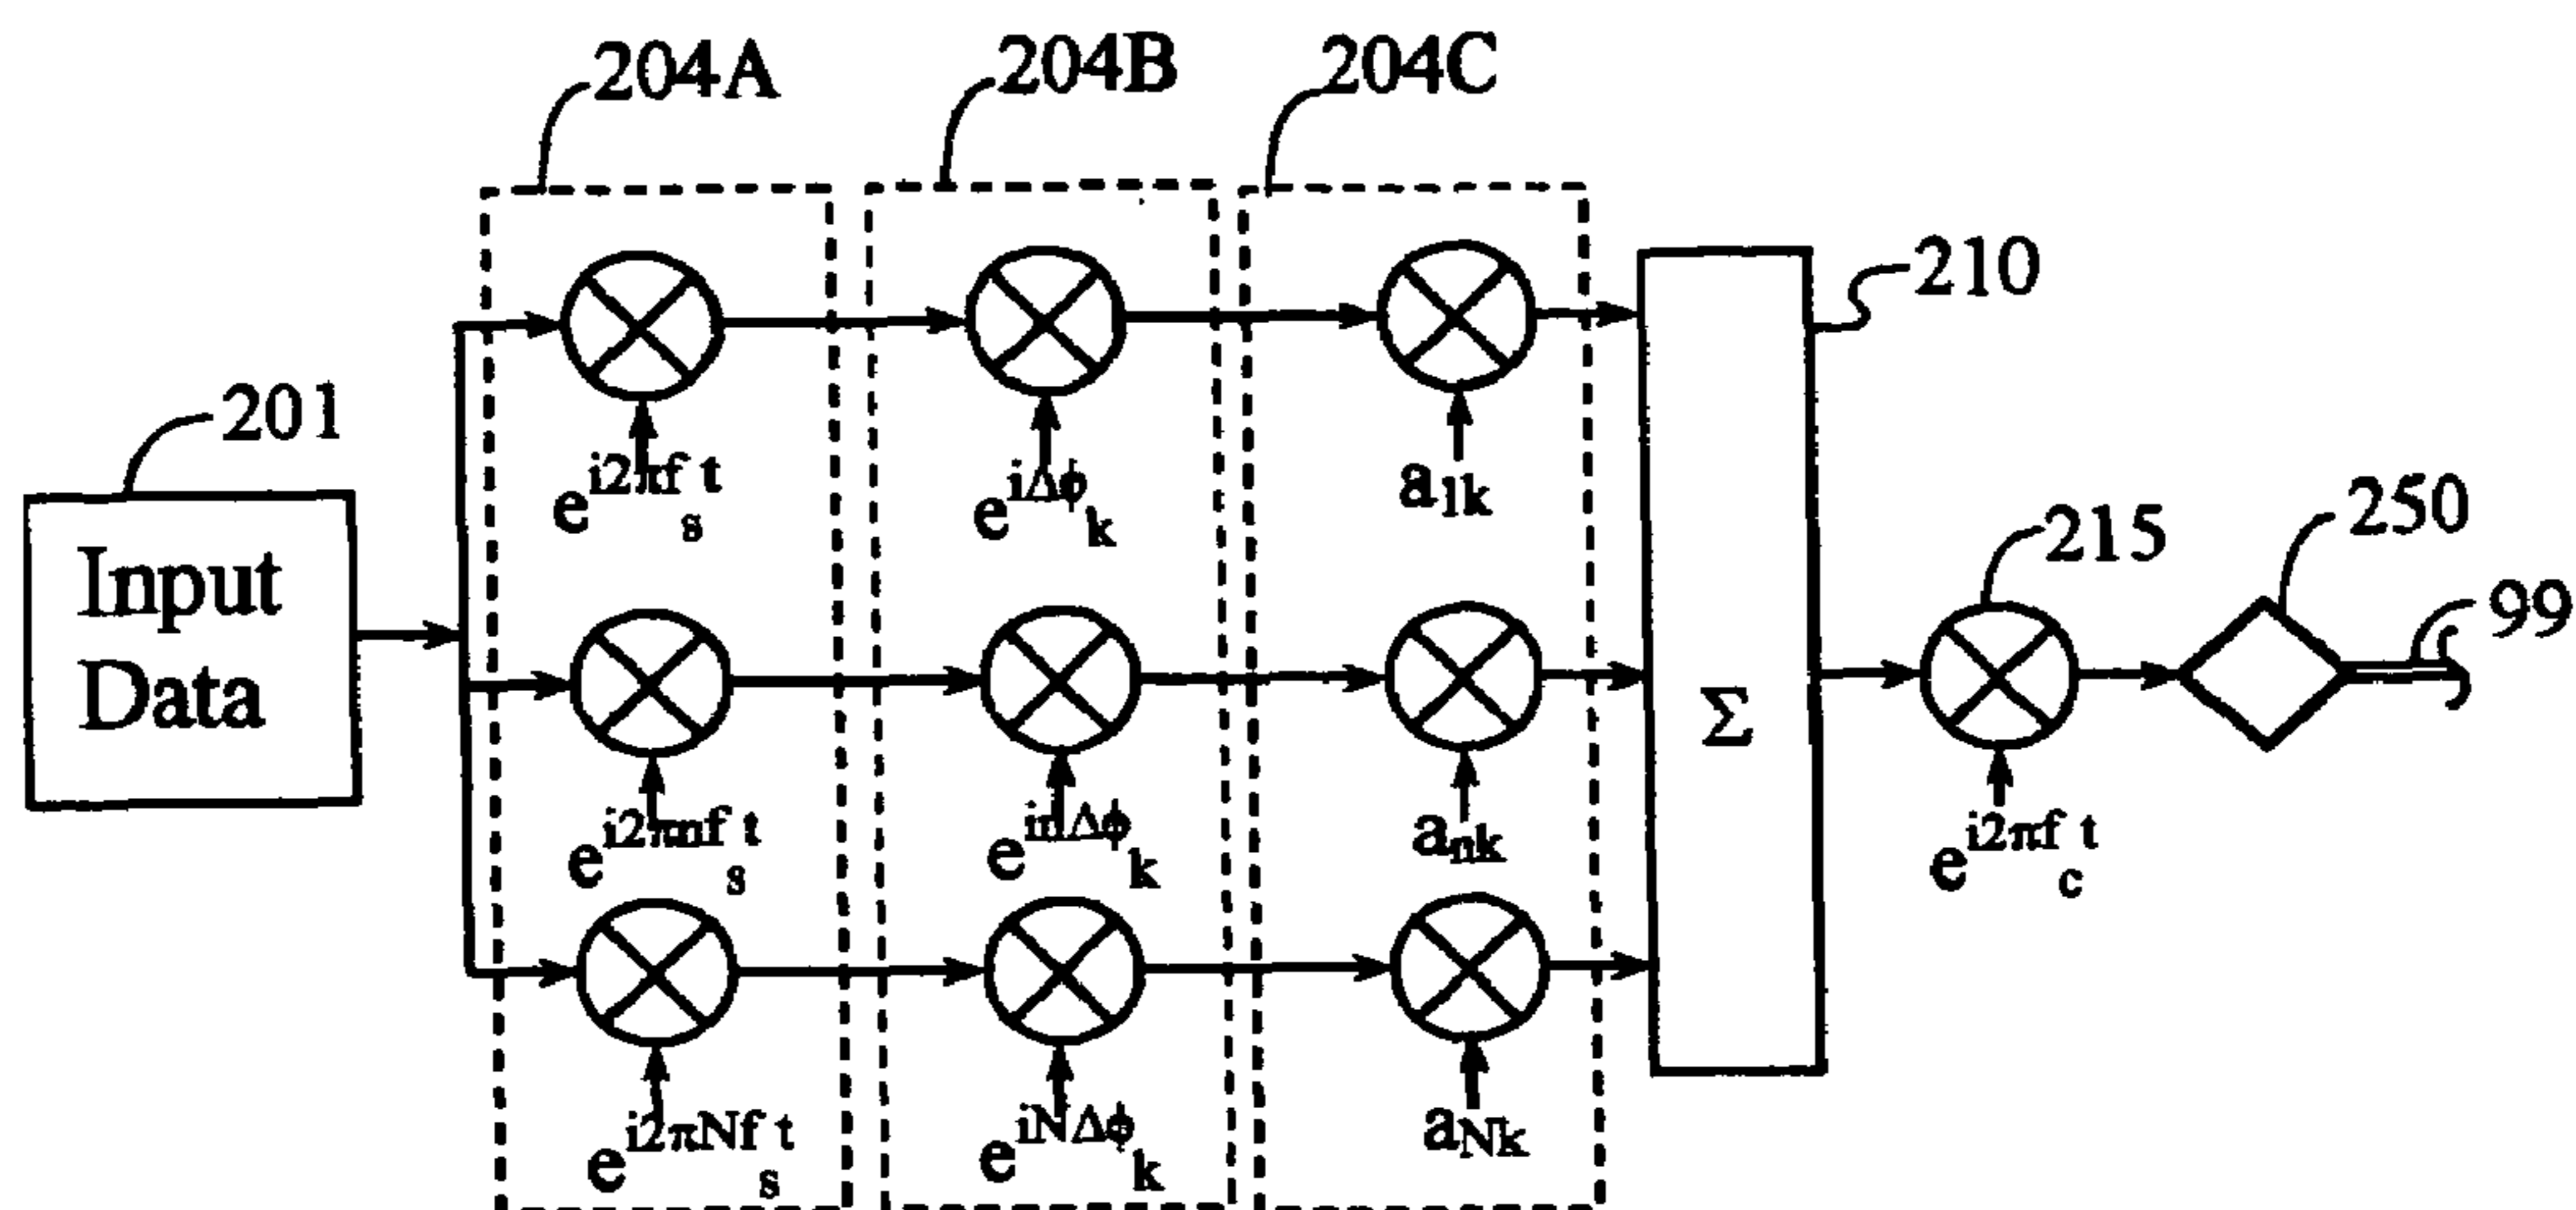 204A 204B 204C
210
201
e^{i2πf_s t} e^{iΔϕ_k} a_{1k}
Input
Data
215 250
99
Σ
e^{i2πnf_s t} e^{inΔϕ_k} a_{nk} e^{i2πf_c t}
e^{i2πNf_s t} e^{iNΔϕ_k} a_{Nk}